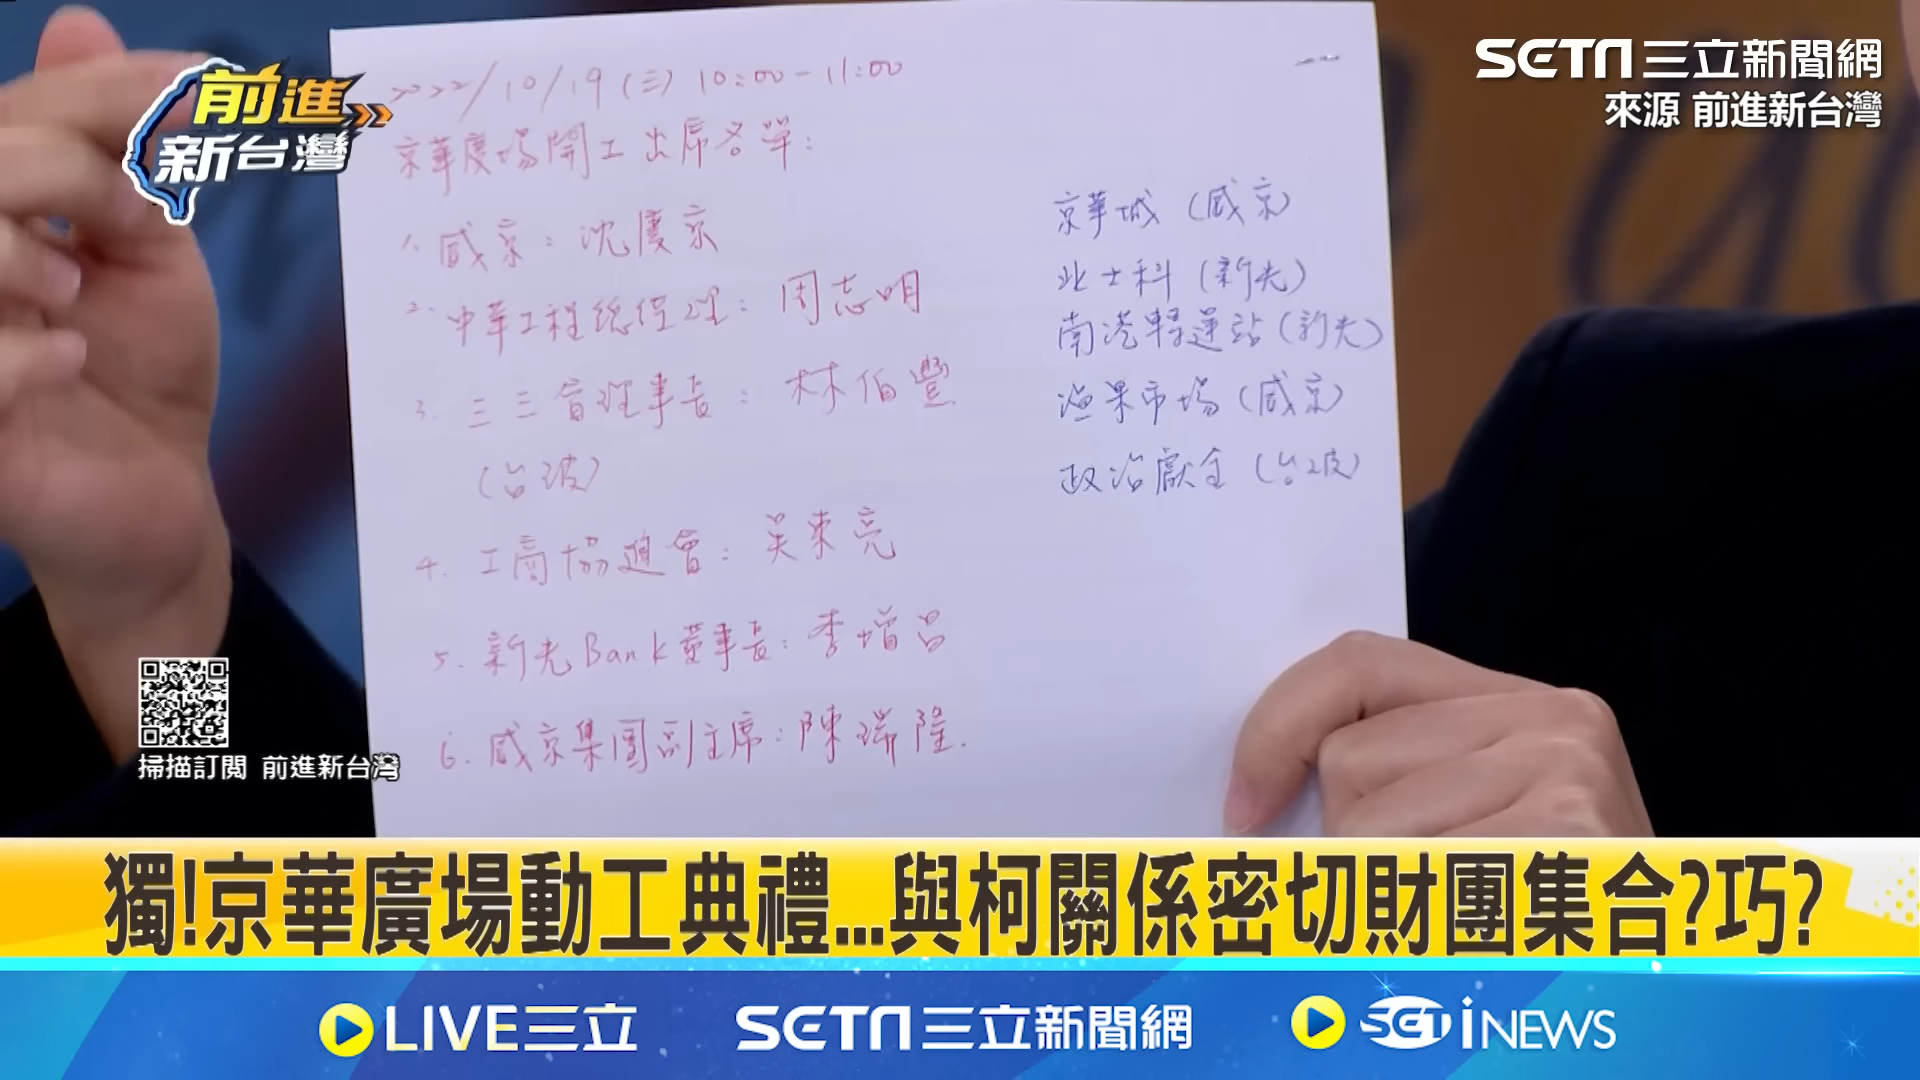 SETN三立新聞網
來源 前進新台灣
前進
新台灣
2022/10/19(三) 10:00-11:00
京華廣場開工出席名單:
1. 威京: 沈慶京
2. 中華工程總經理: 周志明
3. 三三會理事長: 林伯豐
(台玻)
4. 工商協進會: 吳東亮
5. 新光Bank董事長: 李增昌
6. 威京集團副主席: 陳瑞隆.
京華城 (威京)
北士科 (新光)
南港轉運站 (新光)
漁果市場 (威京)
政治獻金 (台玻)
掃描訂閱 前進新台灣
獨!京華廣場動工典禮...與柯關係密切財團集合?巧?
LIVE三立
SETN三立新聞網
SET iNEWS